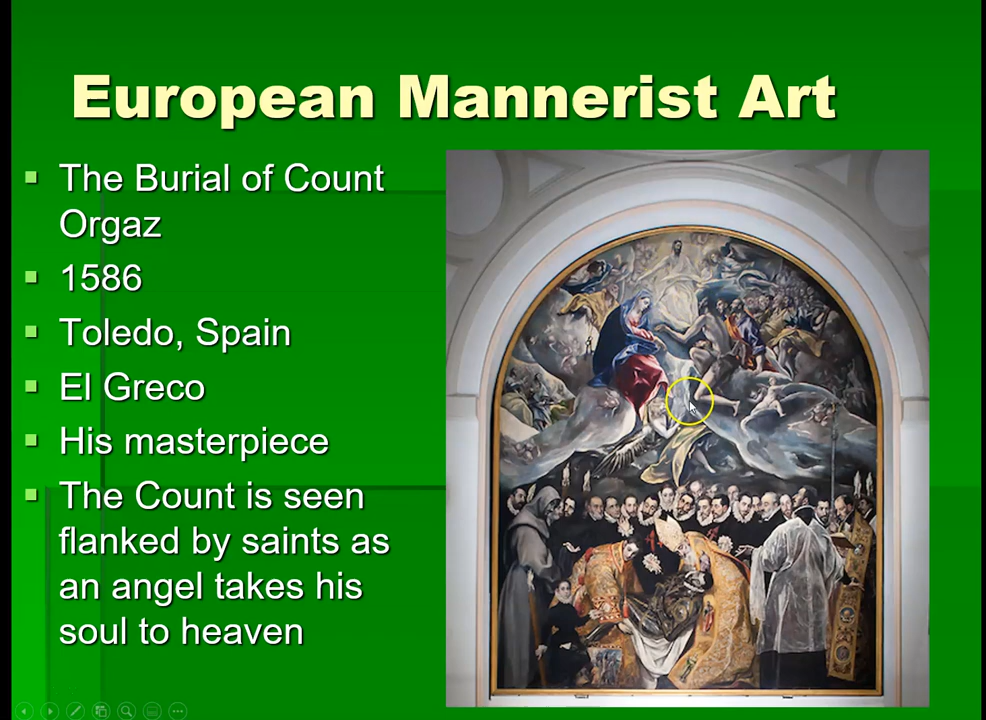 European Mannerist Art
The Burial of Count
Orgaz
1586
Toledo, Spain
El Greco
His masterpiece
The Count is seen
flanked by saints as
an angel takes his
soul to heaven